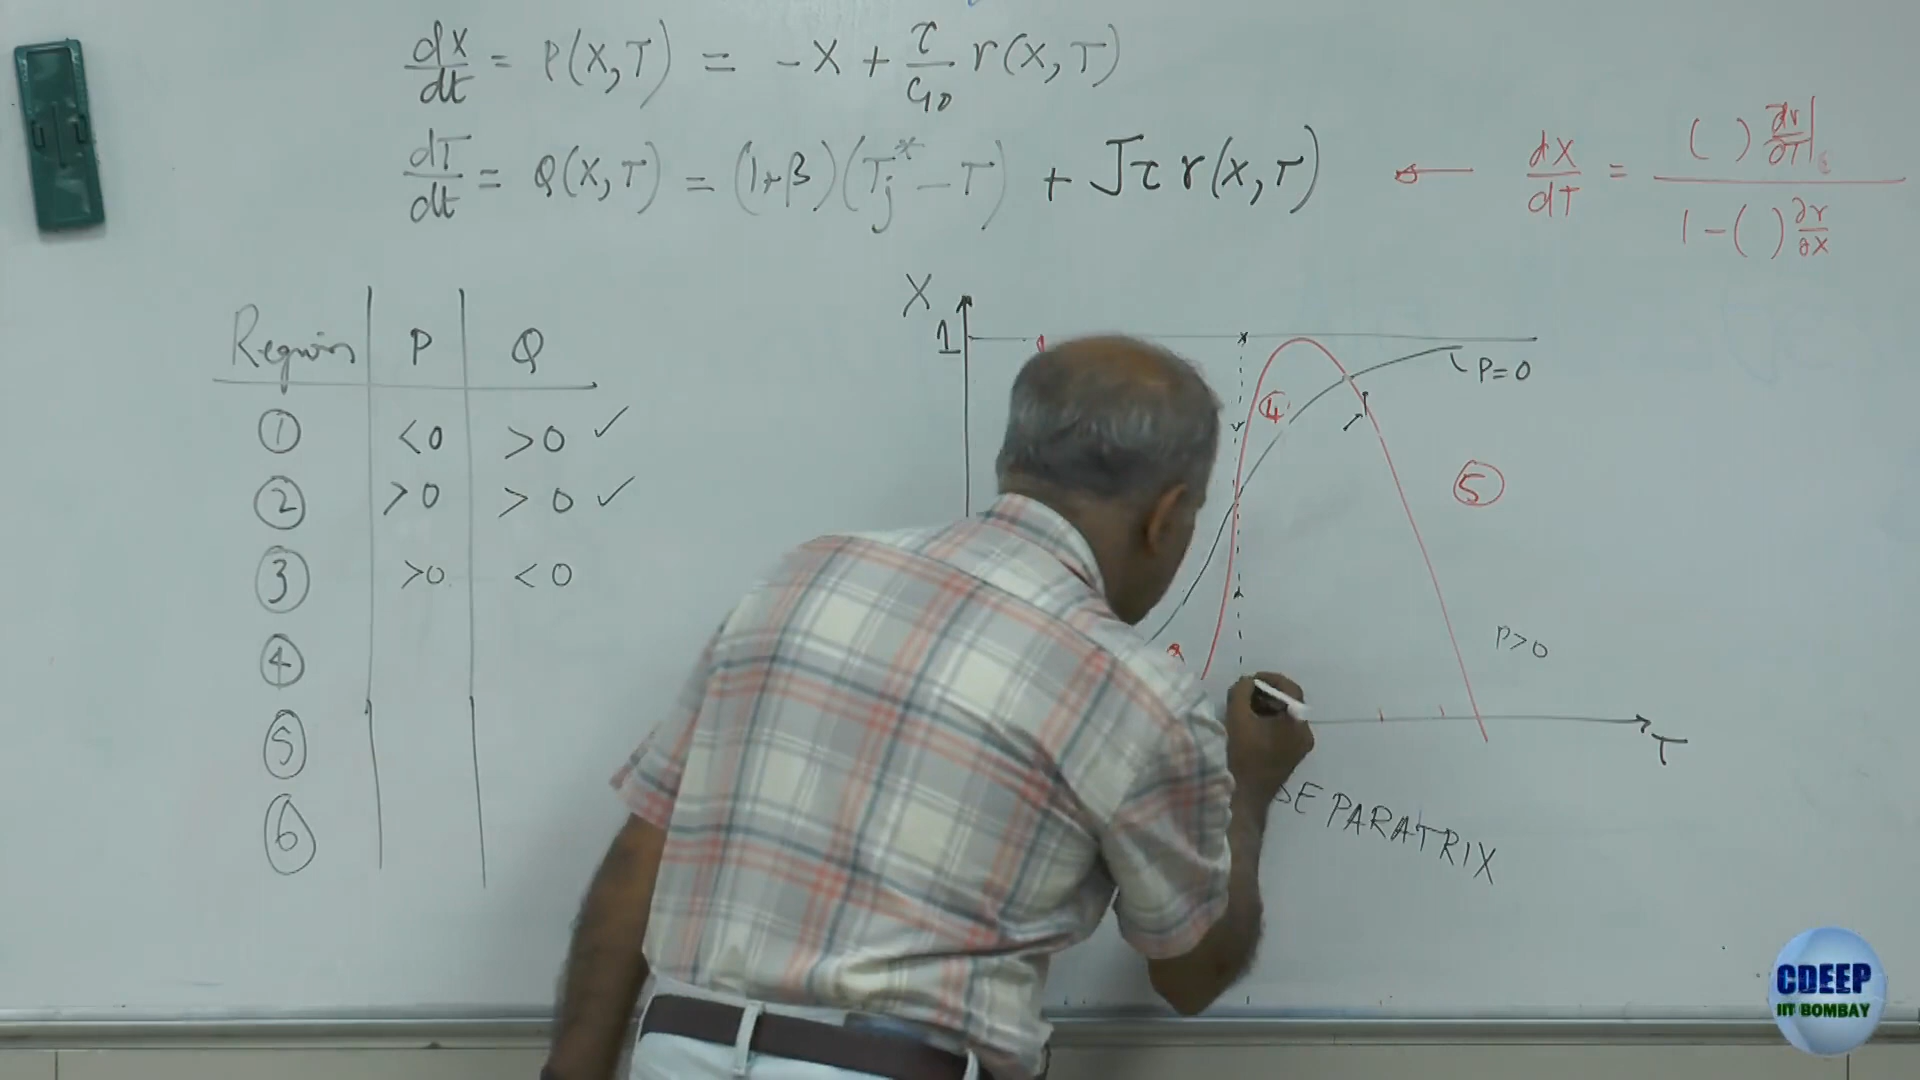 dX/dt = P(X,T) = -X + τ/C₁₀ r(X,T)
dT/dt = Q(X,T) = (1+β)(Tⱼ* - T) + Jτ r(X,T) ← dX/dT = ( ) ∂r/∂T| / 1-( ) ∂r/∂X
Region P Q
① <0 >0 ✓
② >0 >0 ✓
③ >0 <0
④
⑤
⑥
X
1
P=0
④
⑤
P>0
T
SEPARATRIX
CDEEP
IIT BOMBAY